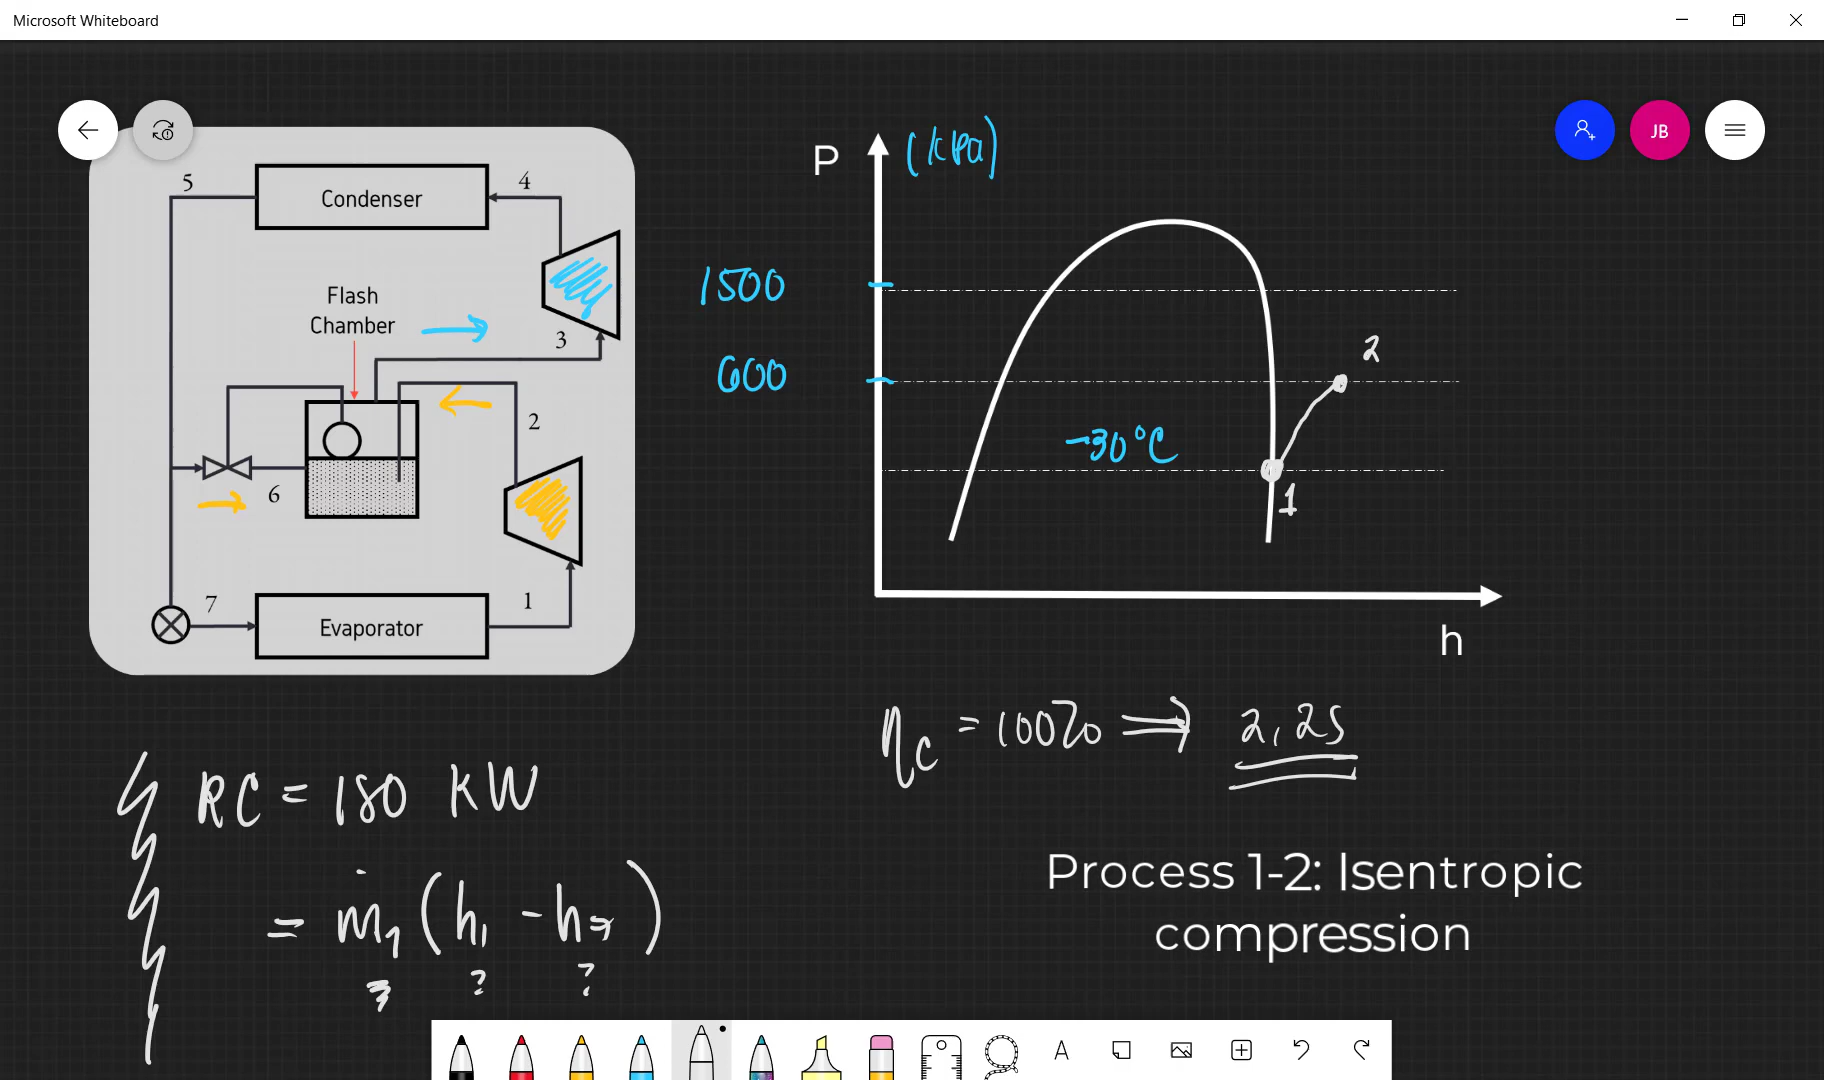 Microsoft Whiteboard
JB
5
Condenser
4
Flash
Chamber
3
2
6
7
Evaporator
1
P
(kPa)
1500
600
-30°C
2
1
h
ηc = 100% ⇒ 2, 2s
RC = 180 kW
= ṁ1 (h1 - h7)
? ?
Process 1-2: Isentropic
compression
A